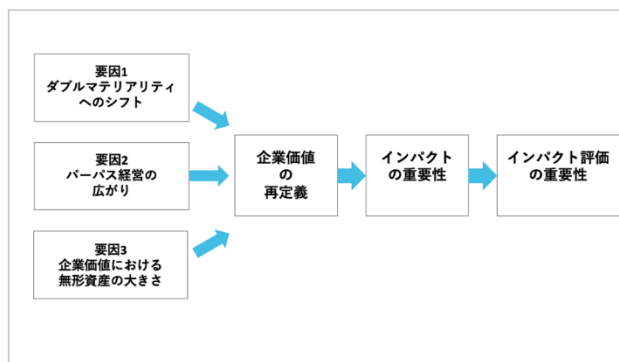 要因1
ダブルマテリアリティ
へのシフト
要因2
パーパス経営の
広がり
要因3
企業価値における
無形資産の大きさ
企業価値
の
再定義
インパクト
の重要性
インパクト評価
の重要性